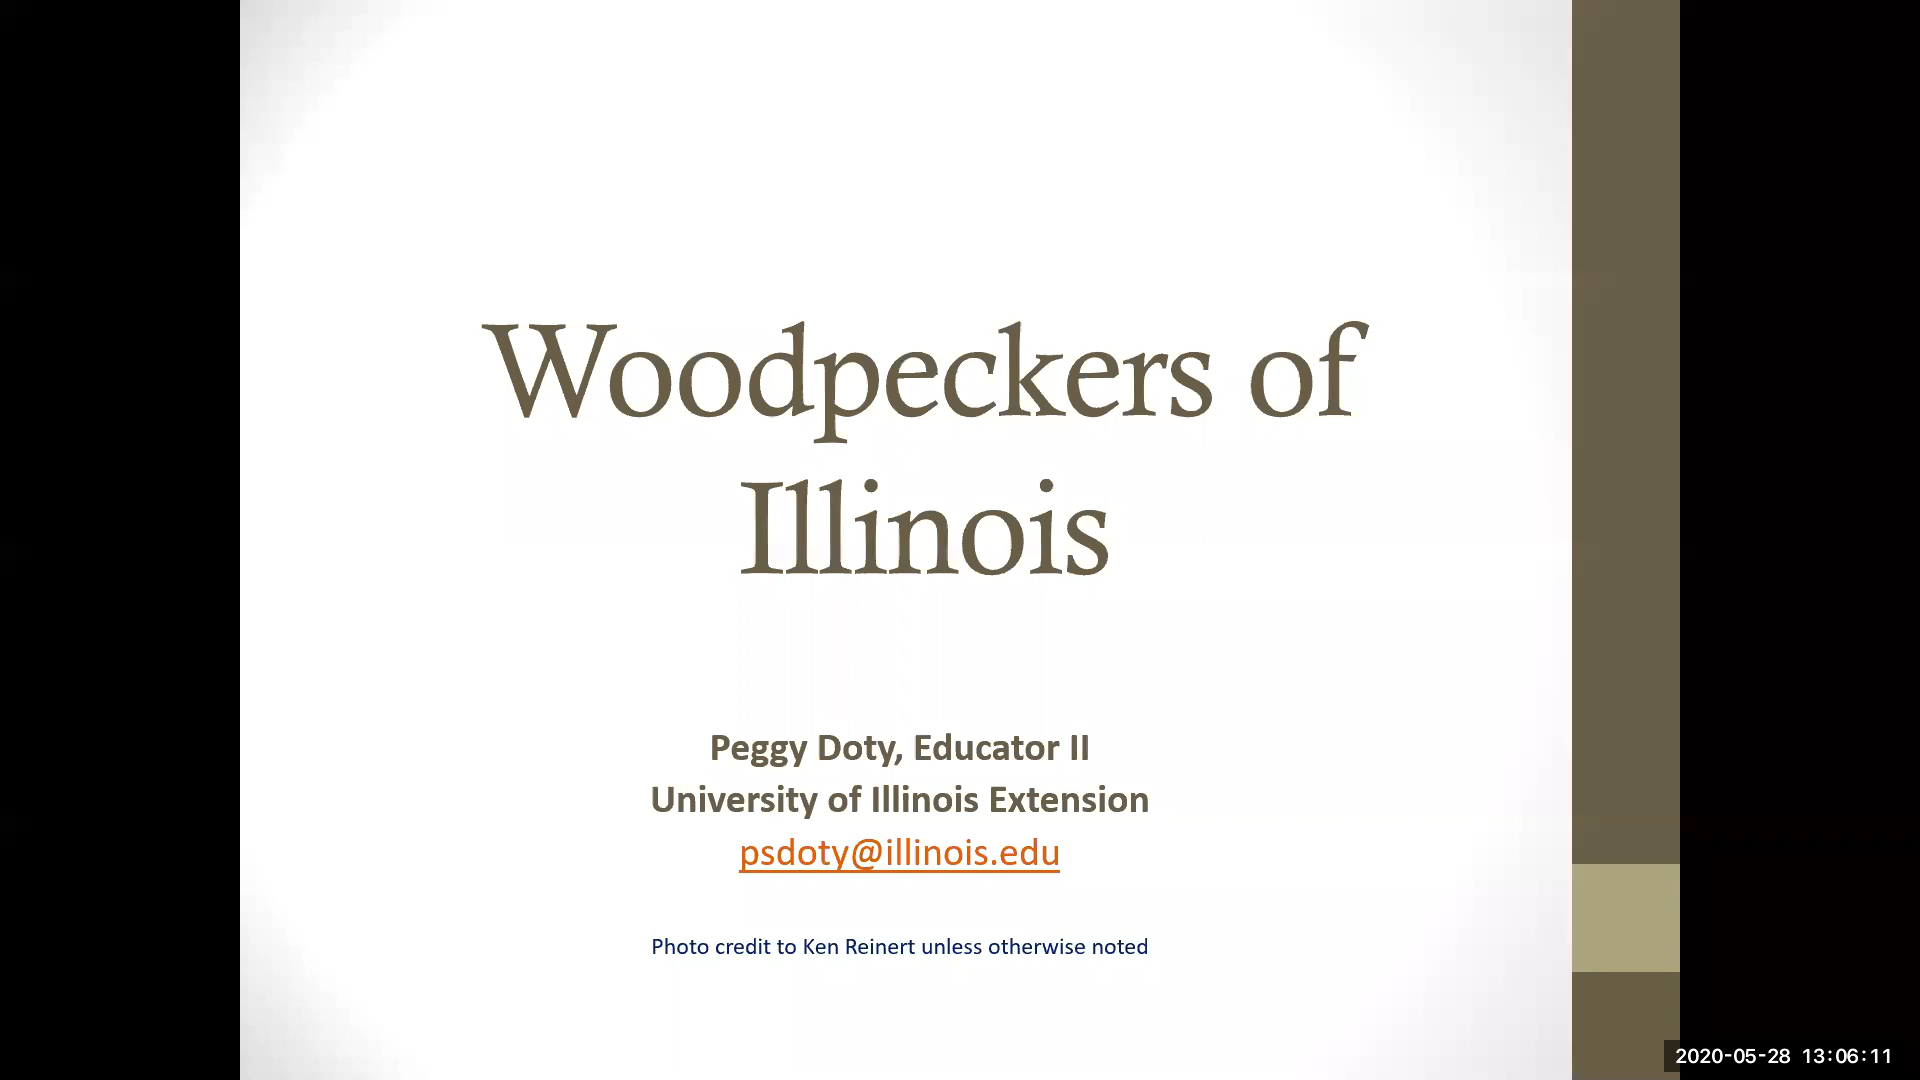 Woodpeckers of
Illinois
Peggy Doty, Educator II
University of Illinois Extension
psdoty@illinois.edu
Photo credit to Ken Reinert unless otherwise noted
2020-05-28 13:06:11